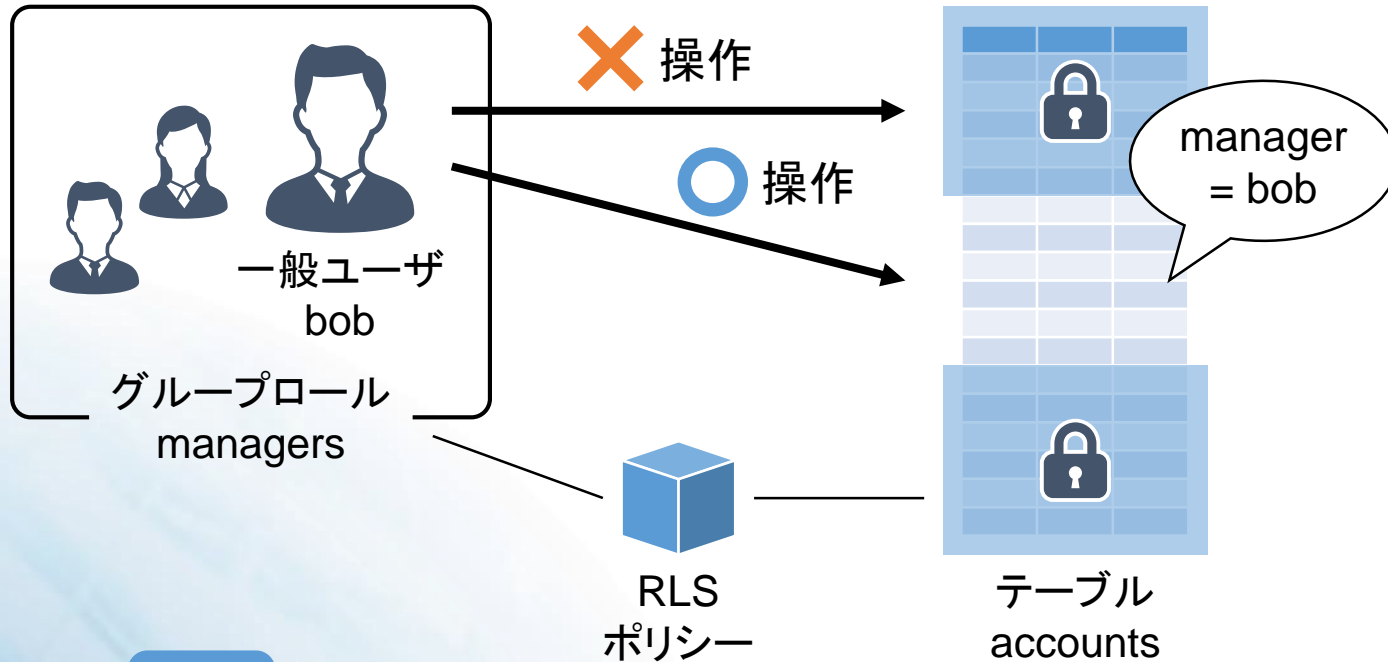 操作
操作
manager
= bob
一般ユーザ
bob
グループロール
managers
RLS
ポリシー
テーブル
accounts